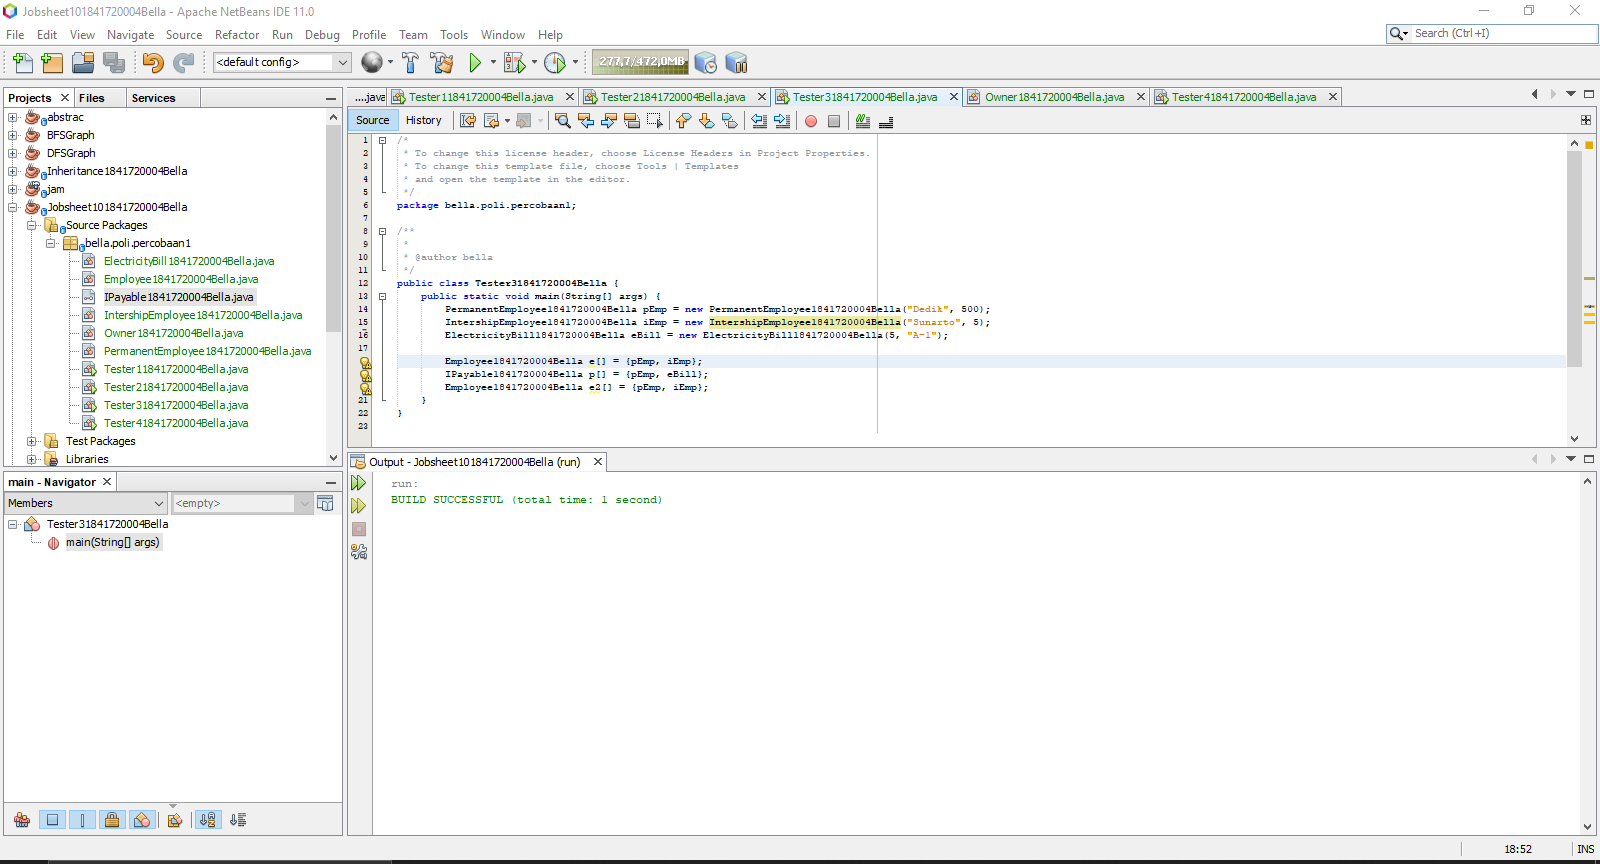 Jobsheet101841720004Bella - Apache NetBeans IDE 11.0
File Edit View Navigate Source Refactor Run Debug Profile Team Tools Window Help
Search (Ctrl+I)
<default config>
277,7/472,0MB
Projects Files Services
abstrac
BFSGraph
DFSGraph
Inheritance1841720004Bella
jam
Jobsheet101841720004Bella
Source Packages
bella.poli.percobaan1
ElectricityBill1841720004Bella.java
Employee1841720004Bella.java
IPayable1841720004Bella.java
IntershipEmployee1841720004Bella.java
Owner1841720004Bella.java
PermanentEmployee1841720004Bella.java
Tester11841720004Bella.java
Tester21841720004Bella.java
Tester31841720004Bella.java
Tester41841720004Bella.java
Test Packages
Libraries
main - Navigator
Members <empty>
Tester31841720004Bella
main(String[] args)
....java Tester11841720004Bella.java Tester21841720004Bella.java Tester31841720004Bella.java Owner1841720004Bella.java Tester41841720004Bella.java
Source History
1 /*
2 * To change this license header, choose License Headers in Project Properties.
3 * To change this template file, choose Tools | Templates
4 * and open the template in the editor.
5 */
6 package bella.poli.percobaan1;
7
8 /**
9 *
10 * @author bella
11 */
12 public class Tester31841720004Bella {
13 public static void main(String[] args) {
14 PermanentEmployee1841720004Bella pEmp = new PermanentEmployee1841720004Bella("Dedik", 500);
15 IntershipEmployee1841720004Bella iEmp = new IntershipEmployee1841720004Bella("Sunarto", 5);
16 ElectricityBill1841720004Bella eBill = new ElectricityBill1841720004Bella(5, "A-1");
17
Employee1841720004Bella e[] = {pEmp, iEmp};
IPayable1841720004Bella p[] = {pEmp, eBill};
Employee1841720004Bella e2[] = {pEmp, iEmp};
21 }
22 }
23
Output - Jobsheet101841720004Bella (run)
run:
BUILD SUCCESSFUL (total time: 1 second)
18:52 INS